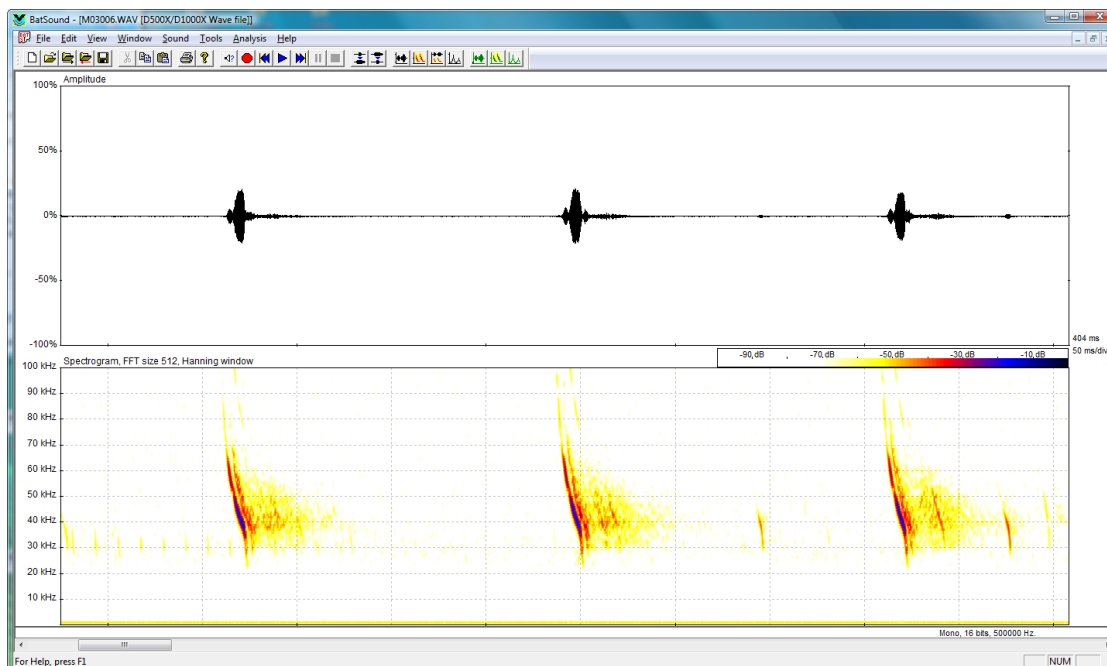 BatSound - [M03006.WAV [D500X/D1000X Wave file]]
File Edit View Window Sound Tools Analysis Help
Amplitude
100%
50%
0%
-50%
-100%
404 ms
50 ms/div
Spectrogram, FFT size 512, Hanning window
-90,dB -70,dB -50,dB -30,dB -10,dB
100 kHz
90 kHz
80 kHz
70 kHz
60 kHz
50 kHz
40 kHz
30 kHz
20 kHz
10 kHz
Mono, 16 bits, 500000 Hz.
For Help, press F1
NUM